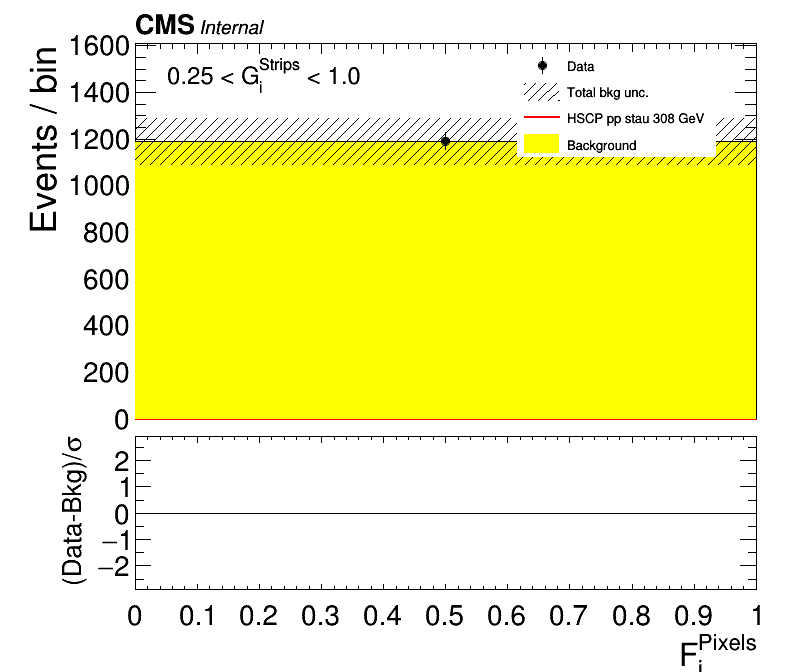 CMS Internal
0.25 < G_i^Strips < 1.0
Data
Total bkg unc.
HSCP pp stau 308 GeV
Background
Events / bin
1600
1400
1200
1000
800
600
400
200
0
(Data-Bkg)/σ
2
1
0
−1
−2
0 0.1 0.2 0.3 0.4 0.5 0.6 0.7 0.8 0.9 1
F_i^Pixels